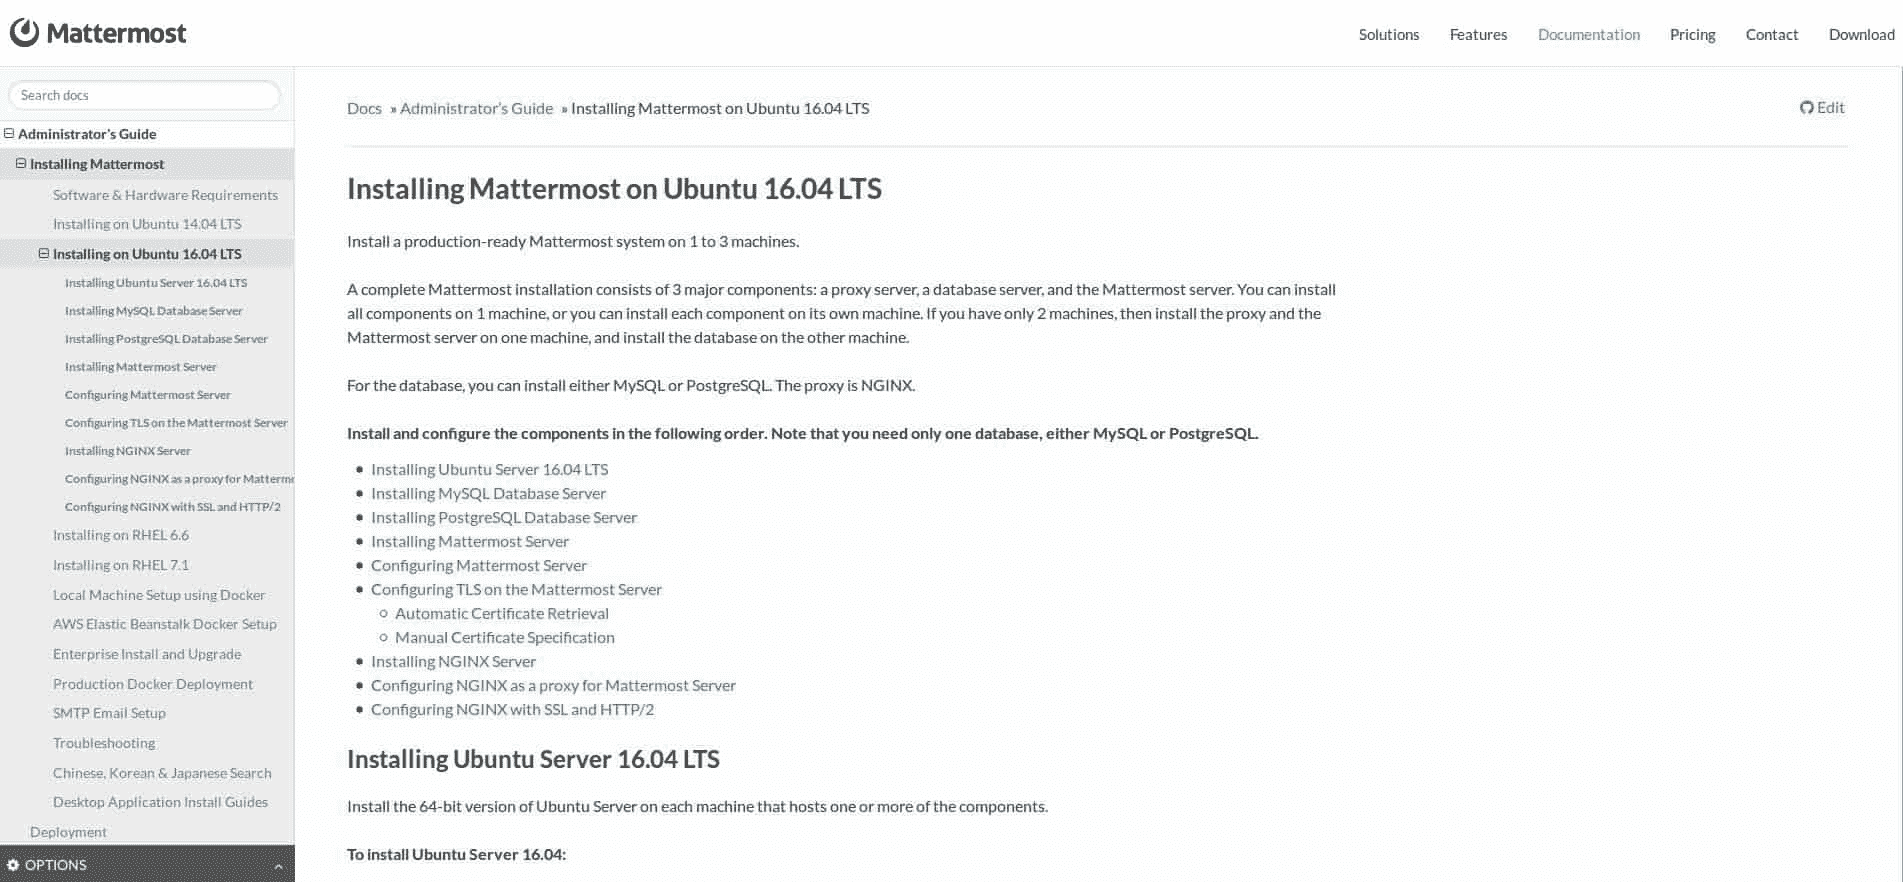 Mattermost
Solutions
Features
Documentation
Pricing
Contact
Download
Search docs
Administrator's Guide
Installing Mattermost
Software & Hardware Requirements
Installing on Ubuntu 14.04 LTS
Installing on Ubuntu 16.04 LTS
Installing Ubuntu Server 16.04 LTS
Installing MySQL Database Server
Installing PostgreSQL Database Server
Installing Mattermost Server
Configuring Mattermost Server
Configuring TLS on the Mattermost Server
Installing NGINX Server
Configuring NGINX as a proxy for Matterm
Configuring NGINX with SSL and HTTP/2
Installing on RHEL 6.6
Installing on RHEL 7.1
Local Machine Setup using Docker
AWS Elastic Beanstalk Docker Setup
Enterprise Install and Upgrade
Production Docker Deployment
SMTP Email Setup
Troubleshooting
Chinese, Korean & Japanese Search
Desktop Application Install Guides
Deployment
OPTIONS
Docs » Administrator's Guide » Installing Mattermost on Ubuntu 16.04 LTS
Edit
Installing Mattermost on Ubuntu 16.04 LTS
Install a production-ready Mattermost system on 1 to 3 machines.
A complete Mattermost installation consists of 3 major components: a proxy server, a database server, and the Mattermost server. You can install
all components on 1 machine, or you can install each component on its own machine. If you have only 2 machines, then install the proxy and the
Mattermost server on one machine, and install the database on the other machine.
For the database, you can install either MySQL or PostgreSQL. The proxy is NGINX.
Install and configure the components in the following order. Note that you need only one database, either MySQL or PostgreSQL.
Installing Ubuntu Server 16.04 LTS
Installing MySQL Database Server
Installing PostgreSQL Database Server
Installing Mattermost Server
Configuring Mattermost Server
Configuring TLS on the Mattermost Server
Automatic Certificate Retrieval
Manual Certificate Specification
Installing NGINX Server
Configuring NGINX as a proxy for Mattermost Server
Configuring NGINX with SSL and HTTP/2
Installing Ubuntu Server 16.04 LTS
Install the 64-bit version of Ubuntu Server on each machine that hosts one or more of the components.
To install Ubuntu Server 16.04: